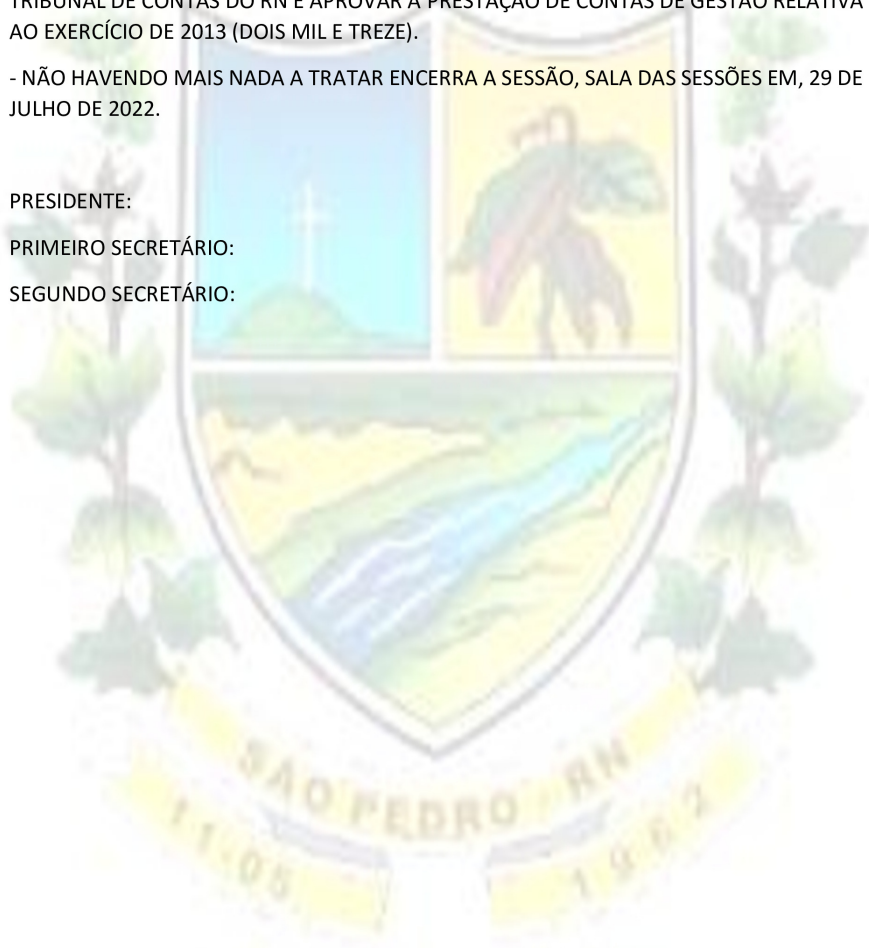 TRIBUNAL DE CONTAS DO RN E APROVAR A PRESTAÇÃO DE CONTAS DE GESTÃO RELATIVA
AO EXERCÍCIO DE 2013 (DOIS MIL E TREZE).
- NÃO HAVENDO MAIS NADA A TRATAR ENCERRA A SESSÃO, SALA DAS SESSÕES EM, 29 DE
JULHO DE 2022.
PRESIDENTE:
PRIMEIRO SECRETÁRIO:
SEGUNDO SECRETÁRIO:
SÃO PEDRO - RN
11-05 1962